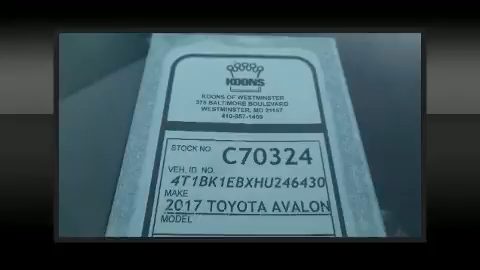 KOONS
KOONS OF WESTMINSTER
375 BALTIMORE BOULEVARD
WESTMINSTER, MD 21157
STOCK NO.
C70324
VEH. ID NO.
4T1BK1EBXHU246430
MAKE
2017 TOYOTA AVALON
MODEL